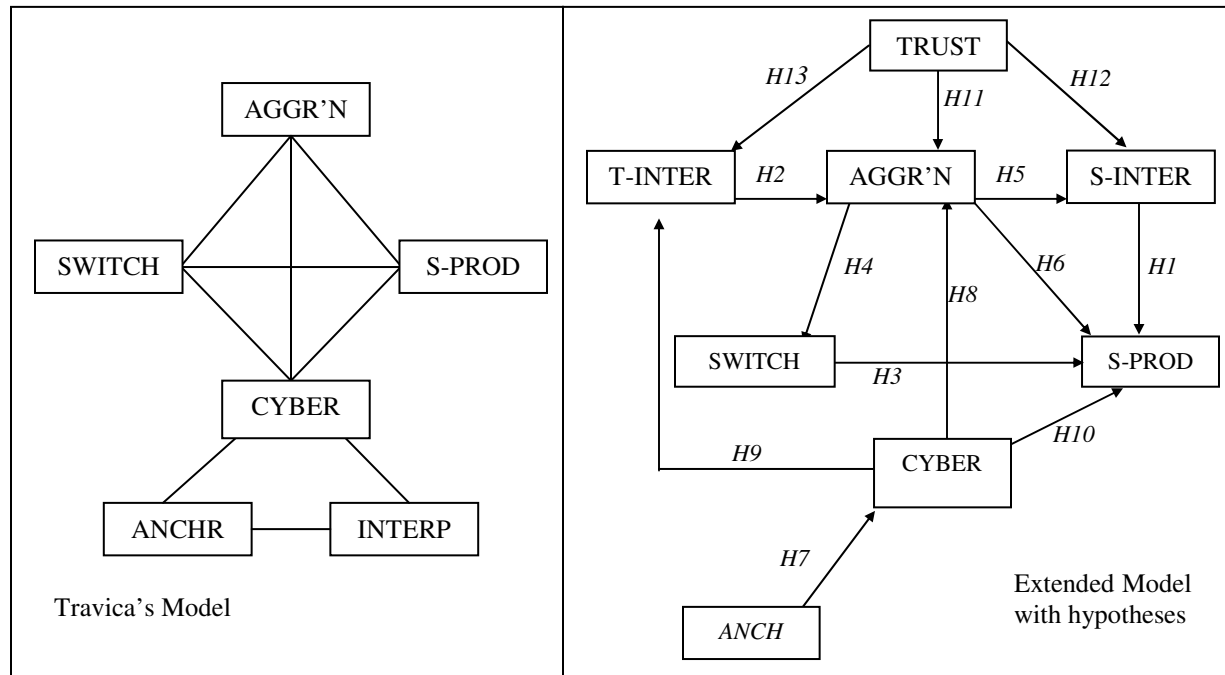 AGGR’N
SWITCH
S-PROD
CYBER
ANCHR
INTERP
Travica’s Model
TRUST
H13
H11
H12
T-INTER
H2
AGGR’N
H5
S-INTER
H4
H8
H6
H1
SWITCH
H3
S-PROD
H9
CYBER
H10
H7
ANCH
Extended Model
with hypotheses